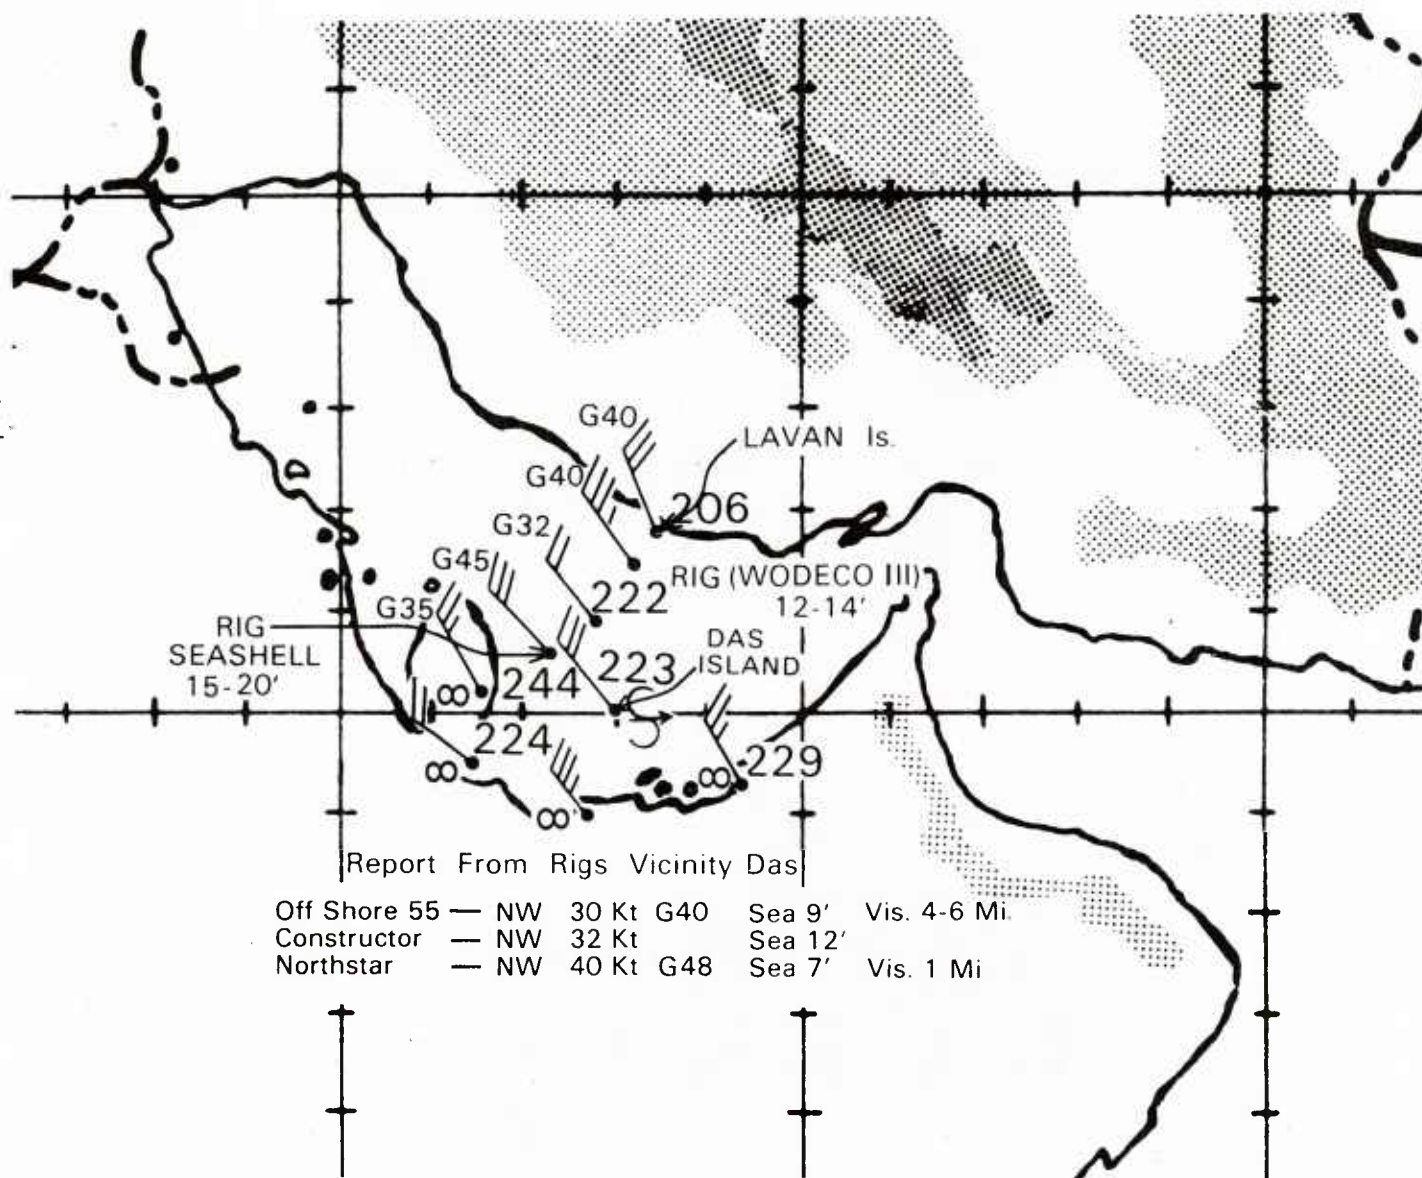 G40
LAVAN Is.
G40
206
G32
G45
222
RIG (WODECO III)
12-14'
G35
RIG
SEASHELL
15-20'
DAS
ISLAND
223
∞ 244
224
∞
∞ 229
∞
Report From Rigs Vicinity Das
Off Shore 55 — NW 30 Kt G40 Sea 9' Vis. 4-6 Mi.
Constructor — NW 32 Kt Sea 12'
Northstar — NW 40 Kt G48 Sea 7' Vis. 1 Mi